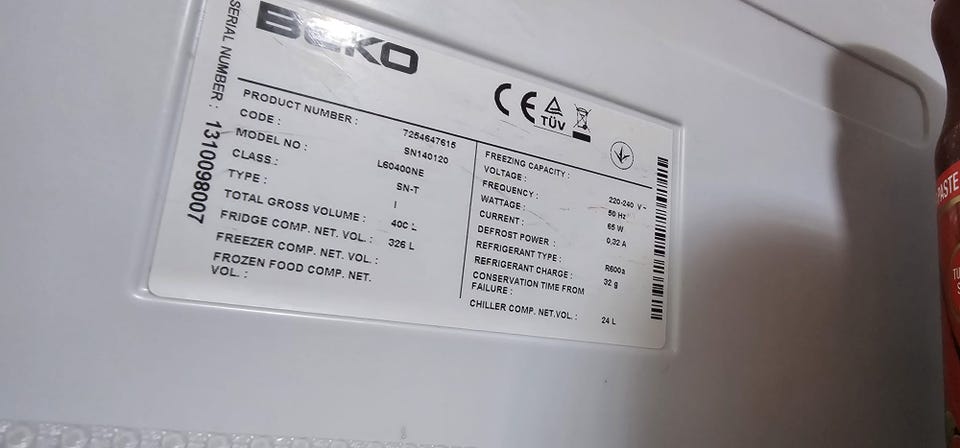 BEKO
SERIAL NUMBER : 1310098007
TÜV
PRODUCT NUMBER : 7254647615
CODE : SN140120
MODEL NO : L60400NE
CLASS.: SN-T
TYPE : I
TOTAL GROSS VOLUME : 40C L
FRIDGE COMP. NET. VOL. : 326 L
FREEZER COMP. NET. VOL. :
FROZEN FOOD COMP. NET. VOL. :
FREEZING CAPACITY :
VOLTAGE : 220-240 V~
FREQUENCY : 50 Hz
WATTAGE : 65 W
CURRENT : 0,32 A
DEFROST POWER :
REFRIGERANT TYPE : R600a
REFRIGERANT CHARGE : 32 g
CONSERVATION TIME FROM FAILURE :
CHILLER COMP. NET.VOL. : 24 L
PASTE